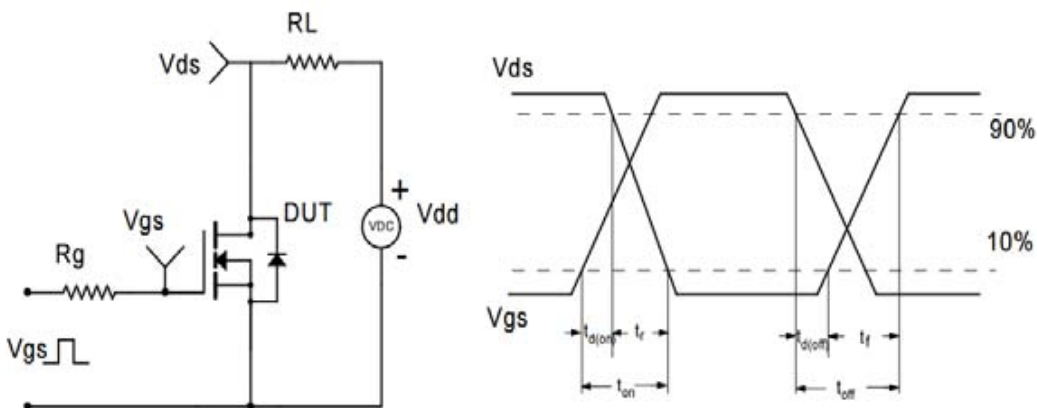 RL
Vds
Vgs
DUT
+
VDC
Vdd
-
Rg
Vgs
Vds
90%
10%
Vgs
td(on) tr td(off) tf
ton toff